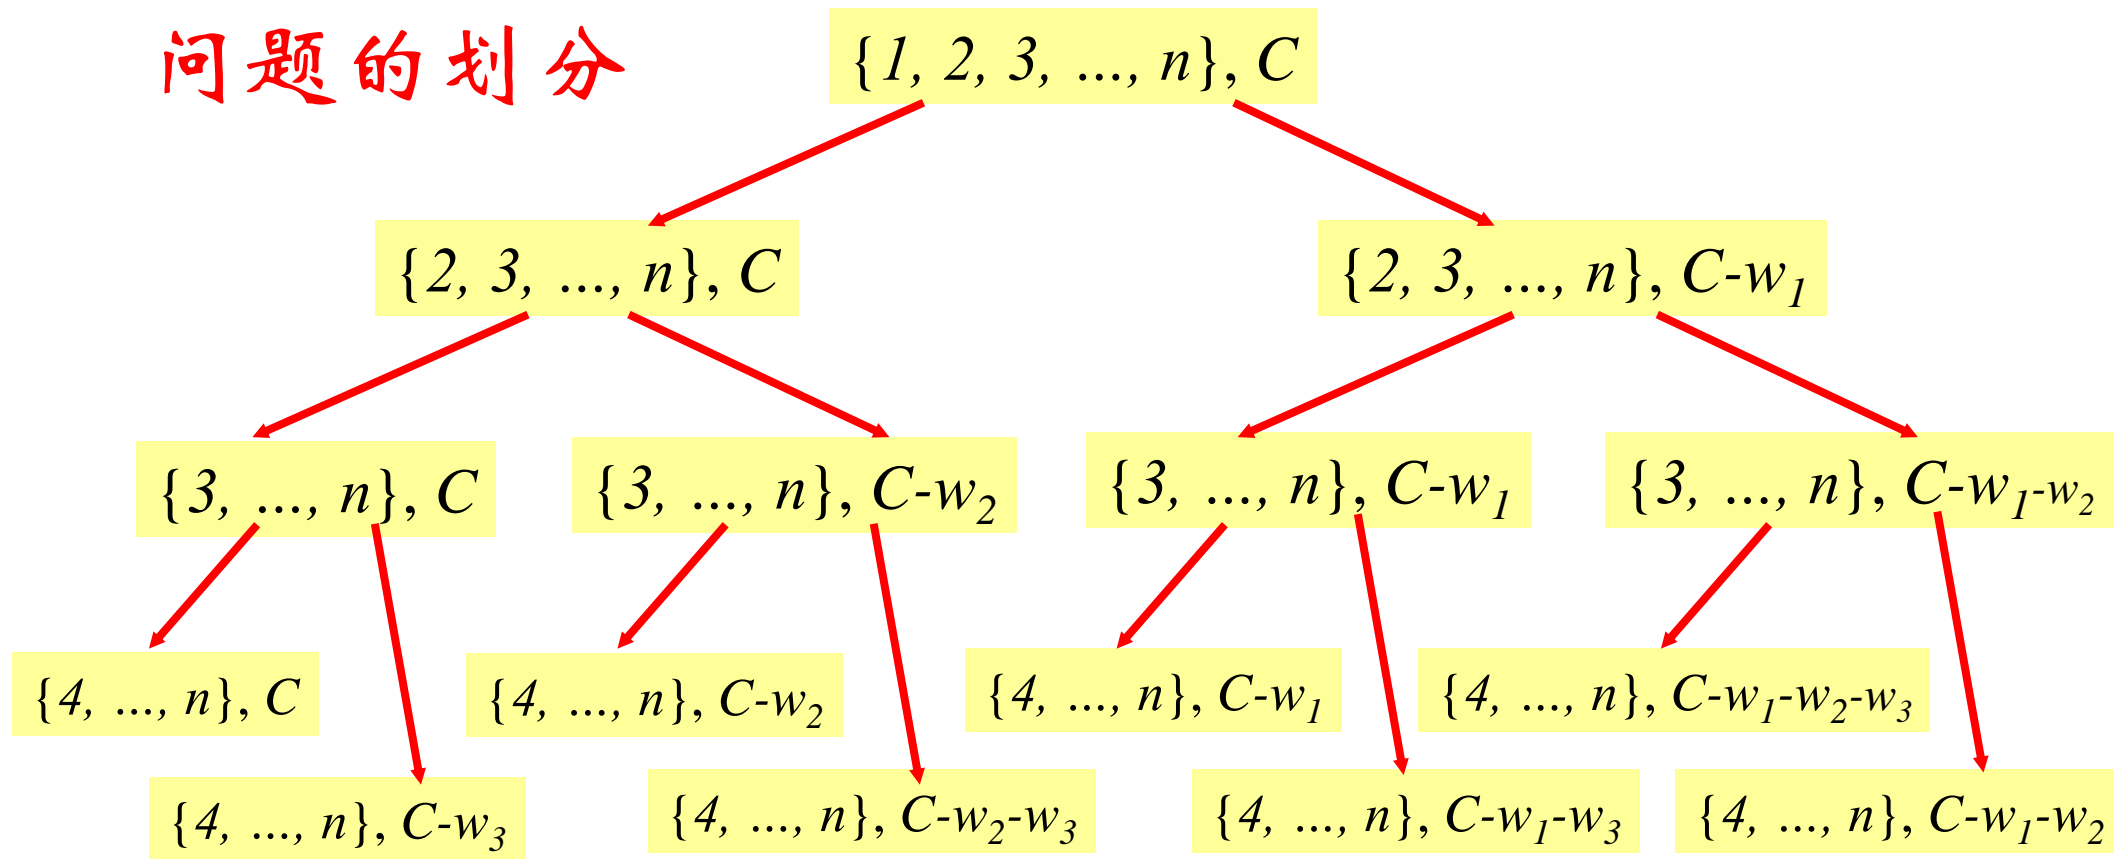 问题的划分
{1, 2, 3, ..., n}, C
{2, 3, ..., n}, C
{2, 3, ..., n}, C-w₁
{3, ..., n}, C
{3, ..., n}, C-w₂
{3, ..., n}, C-w₁-w₂
{3, ..., n}, C-w₁
{4, ..., n}, C
{4, ..., n}, C-w₂
{4, ..., n}, C-w₁
{4, ..., n}, C-w₁-w₂-w₃
{4, ..., n}, C-w₃
{4, ..., n}, C-w₂-w₃
{4, ..., n}, C-w₁-w₃
{4, ..., n}, C-w₁-w₂